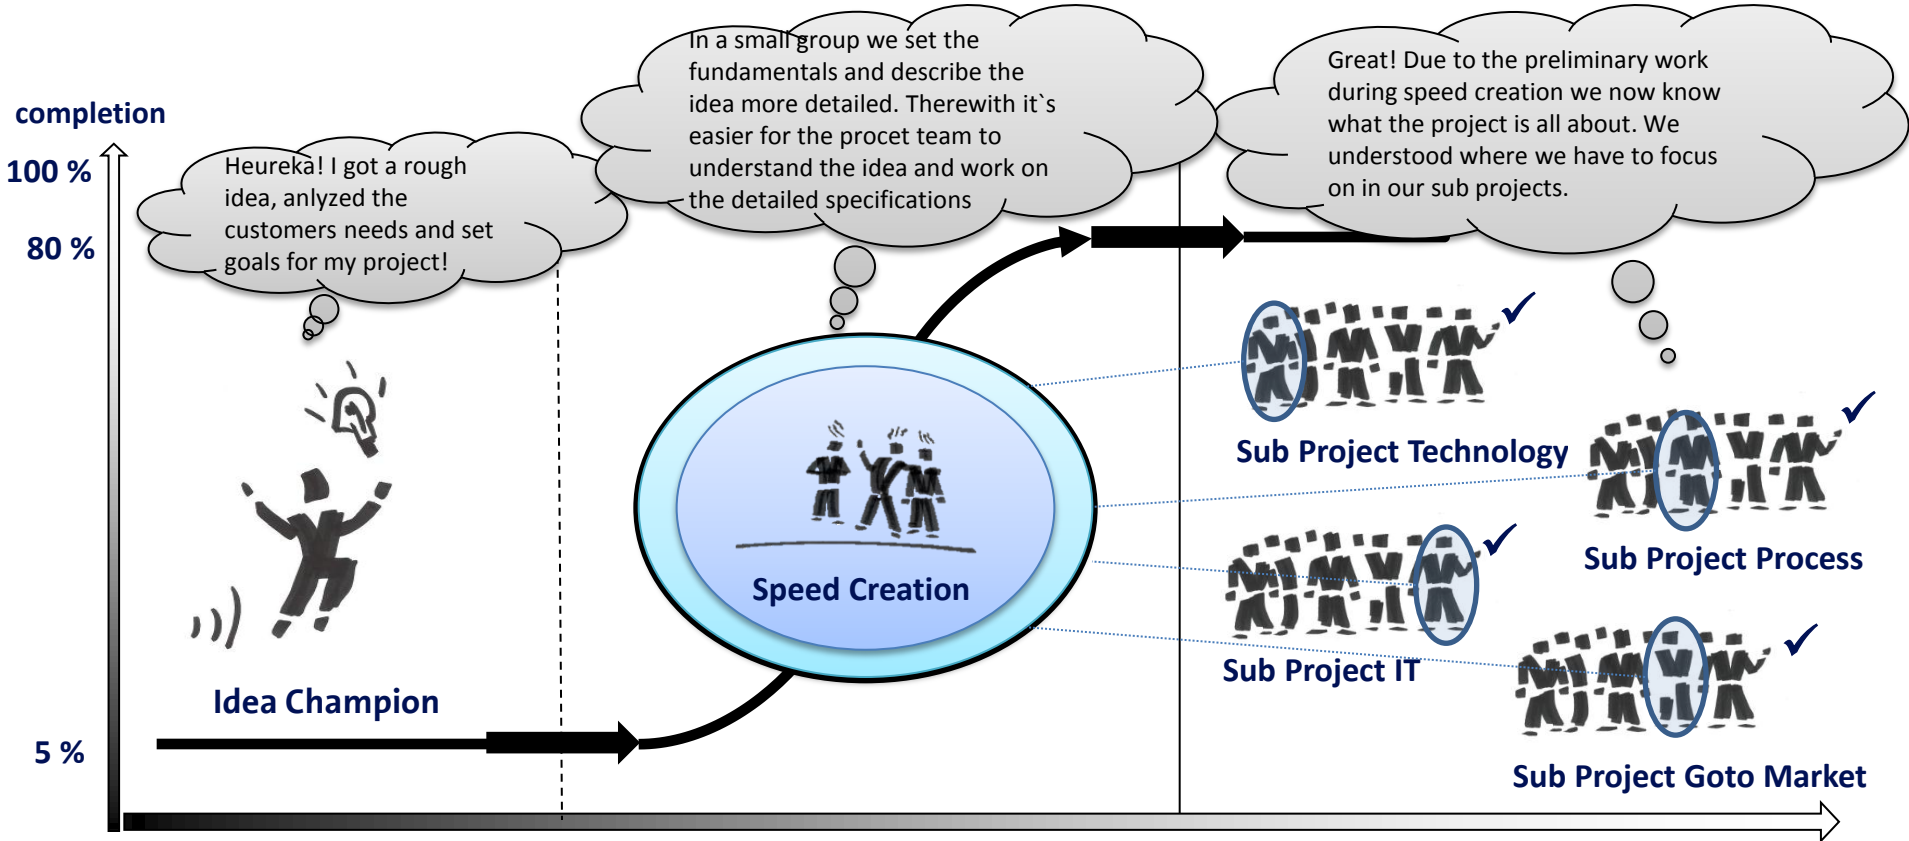 completion
100 %
80 %
5 %
Heureka! I got a rough
idea, anlyzed the
customers needs and set
goals for my project!
Idea Champion
In a small group we set the
fundamentals and describe the
idea more detailed. Therewith it`s
easier for the procet team to
understand the idea and work on
the detailed specifications
Speed Creation
Great! Due to the preliminary work
during speed creation we now know
what the project is all about. We
understood where we have to focus
on in our sub projects.
Sub Project Technology
Sub Project Process
Sub Project IT
Sub Project Goto Market